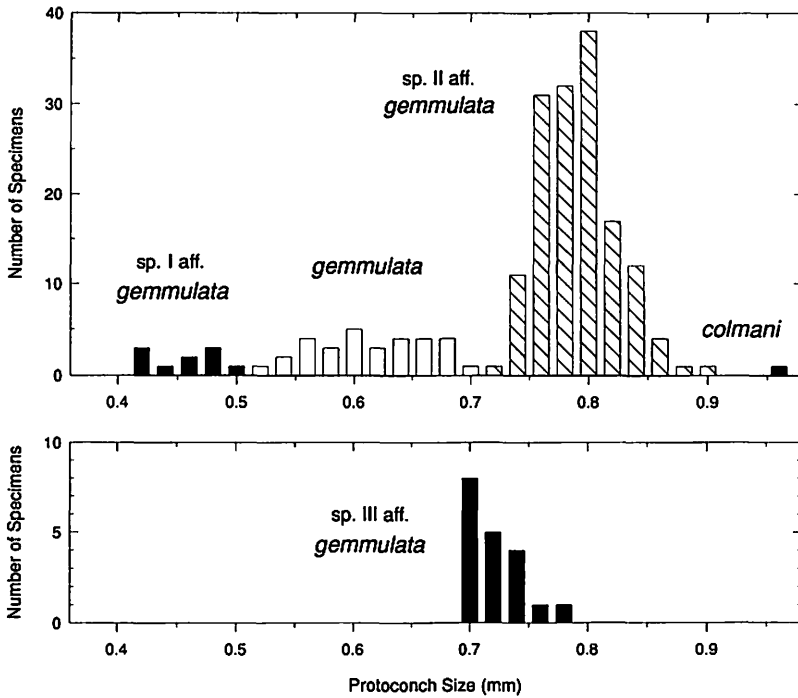 40
30
20
10
0
Number of Specimens
sp. II aff.
gemmulata
sp. I aff.
gemmulata
gemmulata
colmani
0.4 0.5 0.6 0.7 0.8 0.9
10
5
0
Number of Specimens
sp. III aff.
gemmulata
0.4 0.5 0.6 0.7 0.8 0.9
Protoconch Size (mm)